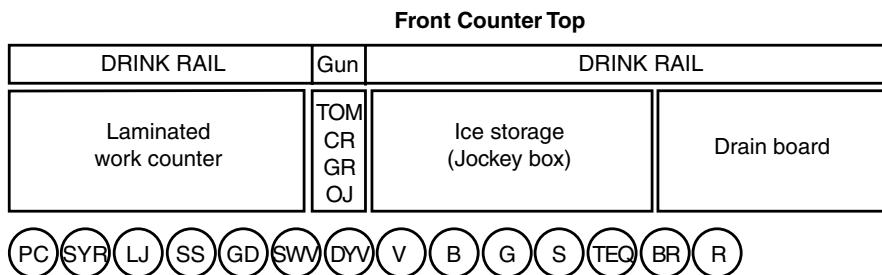 Front Counter Top
DRINK RAIL Gun DRINK RAIL
Laminated
work counter
TOM
CR
GR
OJ
Ice storage
(Jockey box)
Drain board
PC SYR LJ SS GD SWV DYV V B G S TEQ BR R